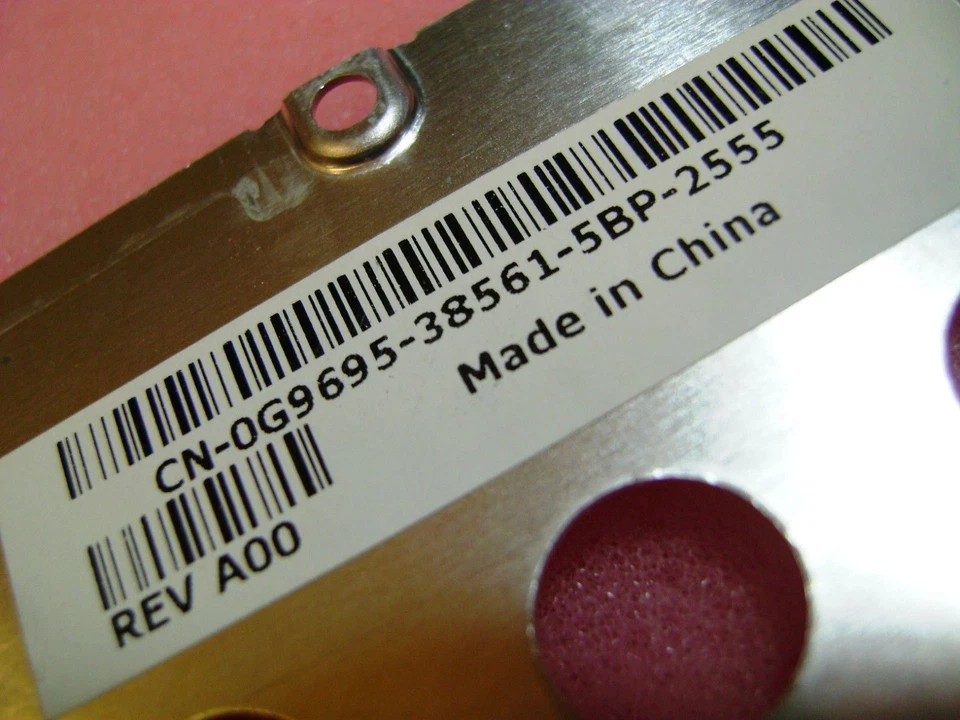 CN-0G9695-38561-5BP-2555
Made in China
REV A00